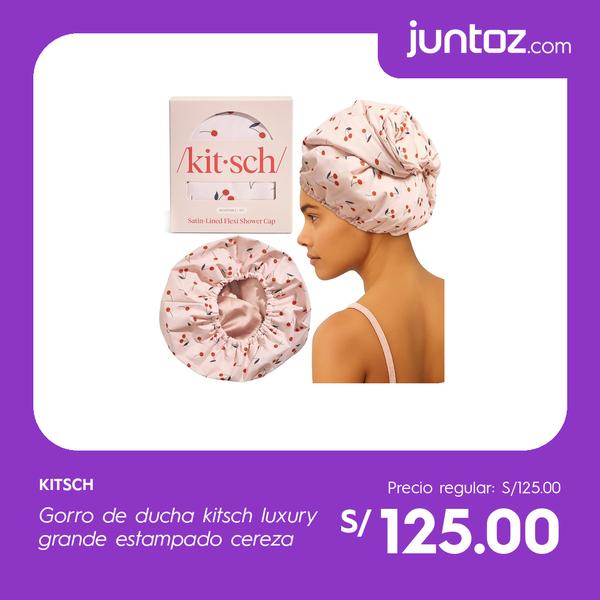 juntoz.com
/kit·sch/
Satin-Lined Flexi Shower Cap
KITSCH
Gorro de ducha kitsch luxury
grande estampado cereza
Precio regular: S/125.00
S/125.00